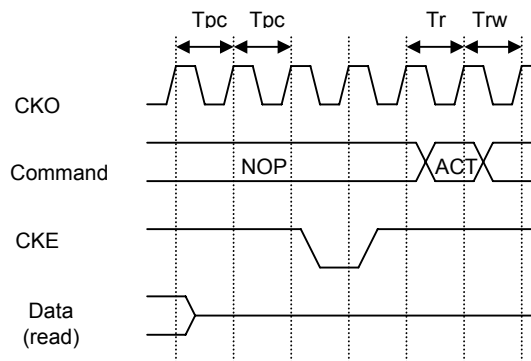 Tpc Tpc Tr Trw
CKO
Command NOP ACT
CKE
Data
(read)